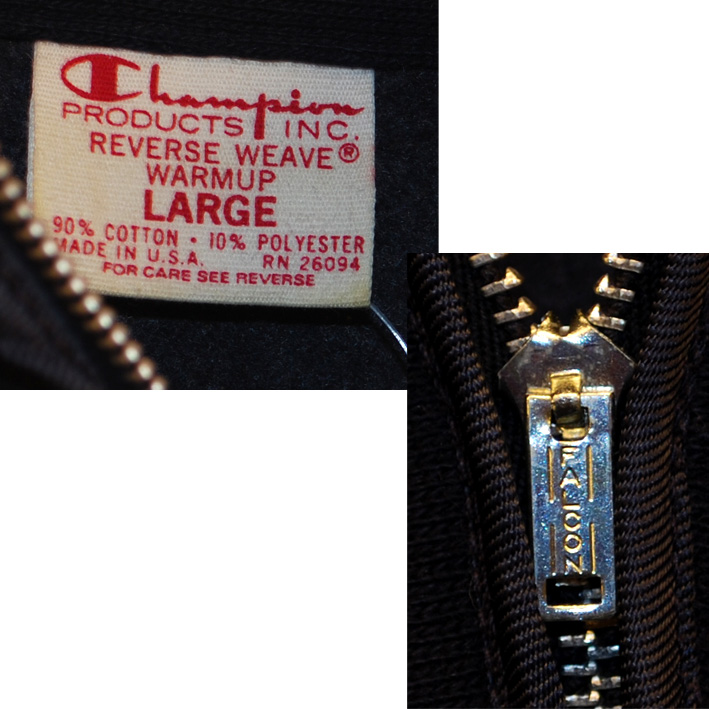 Champion
PRODUCTS INC.
REVERSE WEAVE®
WARMUP
LARGE
90% COTTON · 10% POLYESTER
MADE IN U.S.A. RN 26094
FOR CARE SEE REVERSE
FALCON